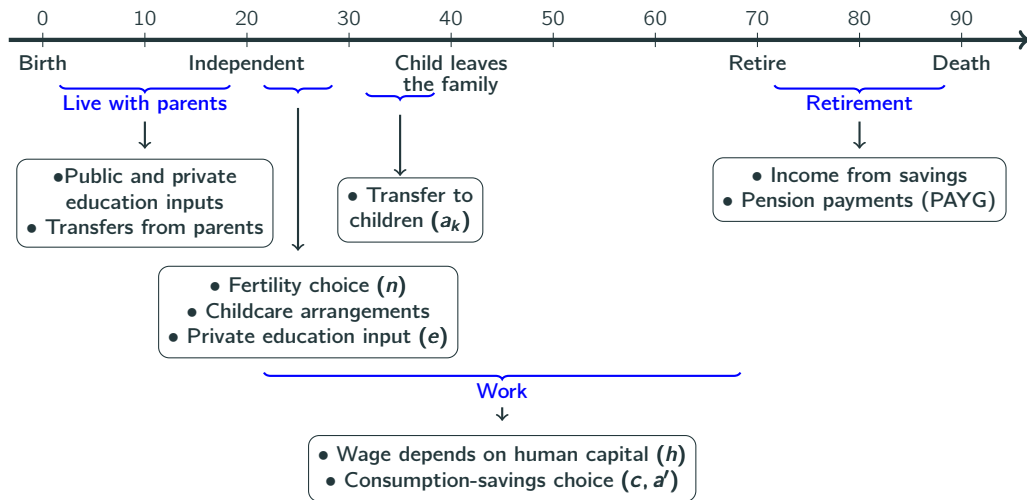 0 10 20 30 40 50 60 70 80 90
Birth Independent Child leaves the family Retire Death
Live with parents
Retirement
•Public and private
education inputs
• Transfers from parents
• Transfer to
children (a_k)
• Income from savings
• Pension payments (PAYG)
• Fertility choice (n)
• Childcare arrangements
• Private education input (e)
Work
• Wage depends on human capital (h)
• Consumption-savings choice (c, a′)